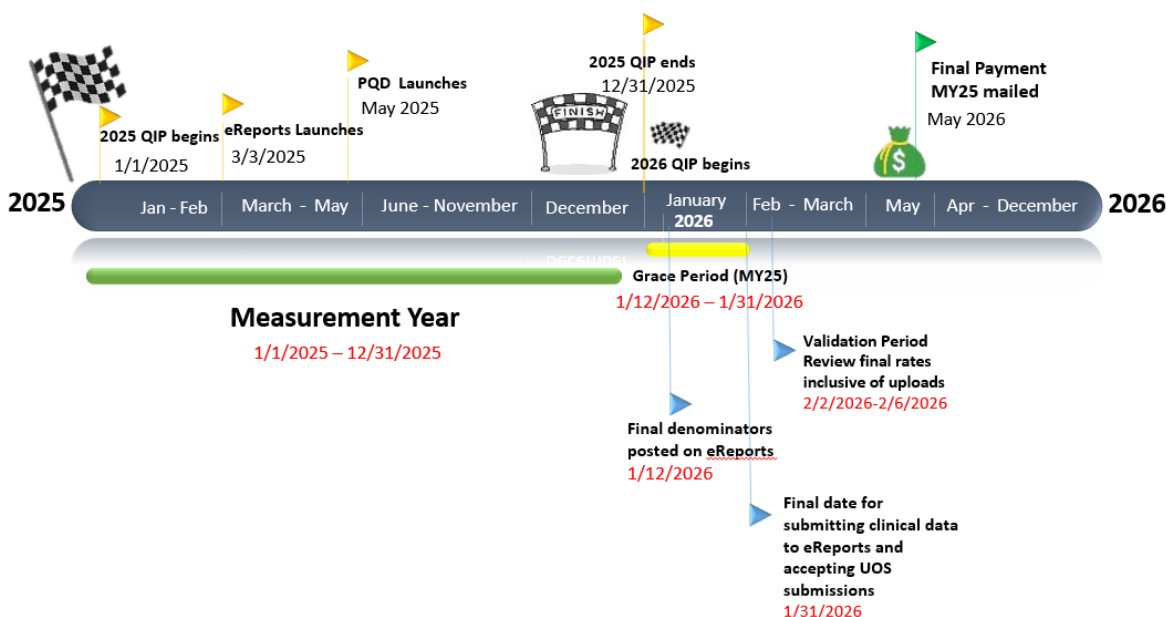 2025 QIP begins
1/1/2025
eReports Launches
3/3/2025
PQD Launches
May 2025
FINISH
2025 QIP ends
12/31/2025
2026 QIP begins
$
Final Payment
MY25 mailed
May 2026
2025
Jan - Feb
March - May
June - November
December
January
2026
Feb - March
May
Apr - December
2026
Measurement Year
1/1/2025 – 12/31/2025
Grace Period (MY25)
1/12/2026 – 1/31/2026
Validation Period
Review final rates
inclusive of uploads
2/2/2026-2/6/2026
Final denominators
posted on eReports
1/12/2026
Final date for
submitting clinical data
to eReports and
accepting UOS
submissions
1/31/2026